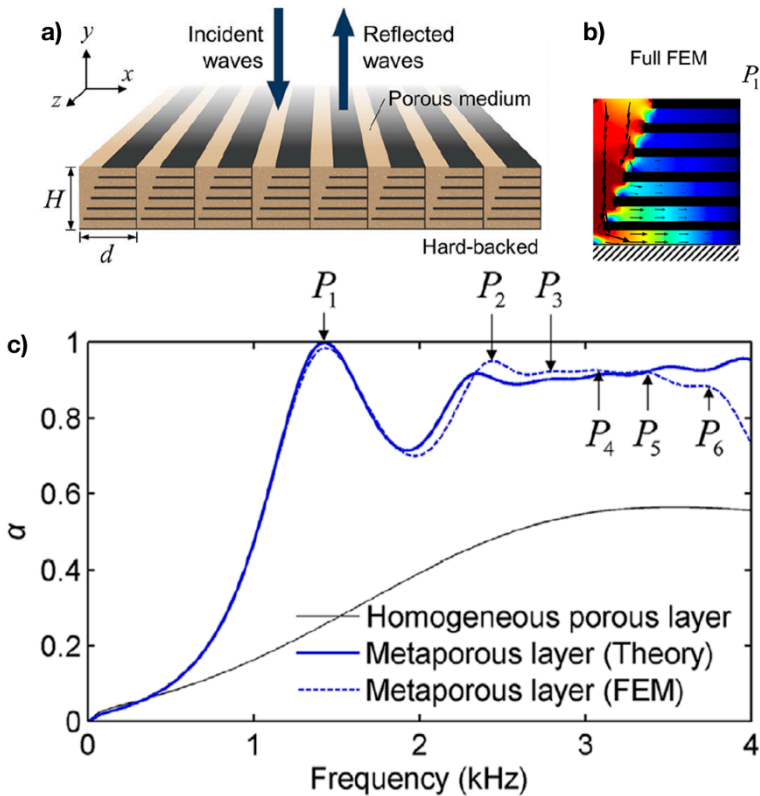 a)
y
x
z
Incident
waves
Reflected
waves
Porous medium
H
d
Hard-backed
b)
Full FEM
P1
c)
P1
P2
P3
P4
P5
P6
α
1
0.8
0.6
0.4
0.2
0
Homogeneous porous layer
Metaporous layer (Theory)
Metaporous layer (FEM)
0
1
2
3
4
Frequency (kHz)